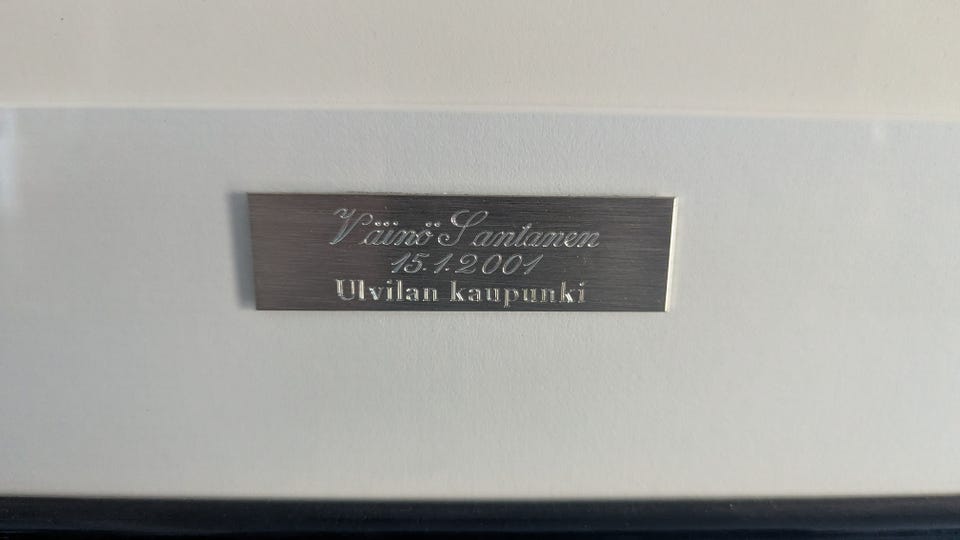 Väinö Santanen
15.1.2001
Ulvilan kaupunki